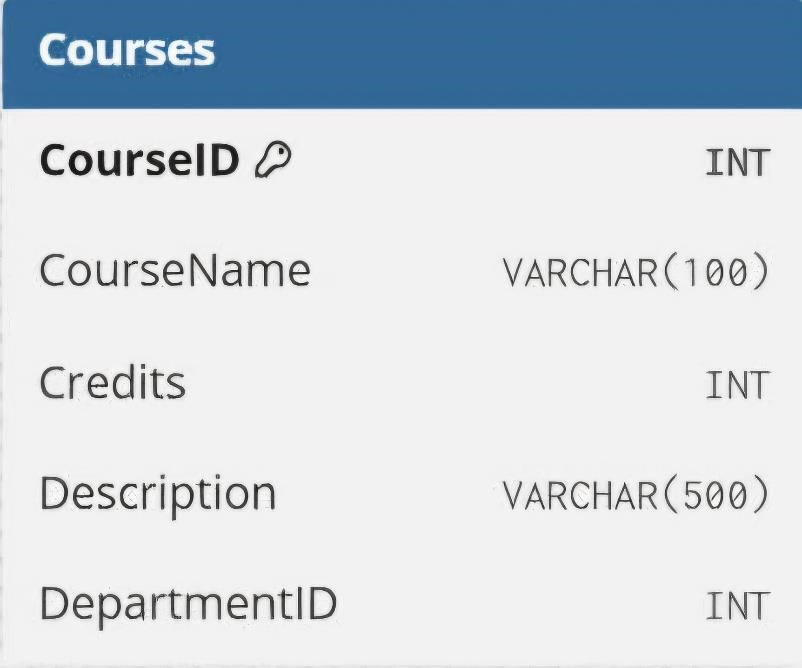 Courses
CourseID INT
CourseName VARCHAR(100)
Credits INT
Description VARCHAR(500)
DepartmentID INT